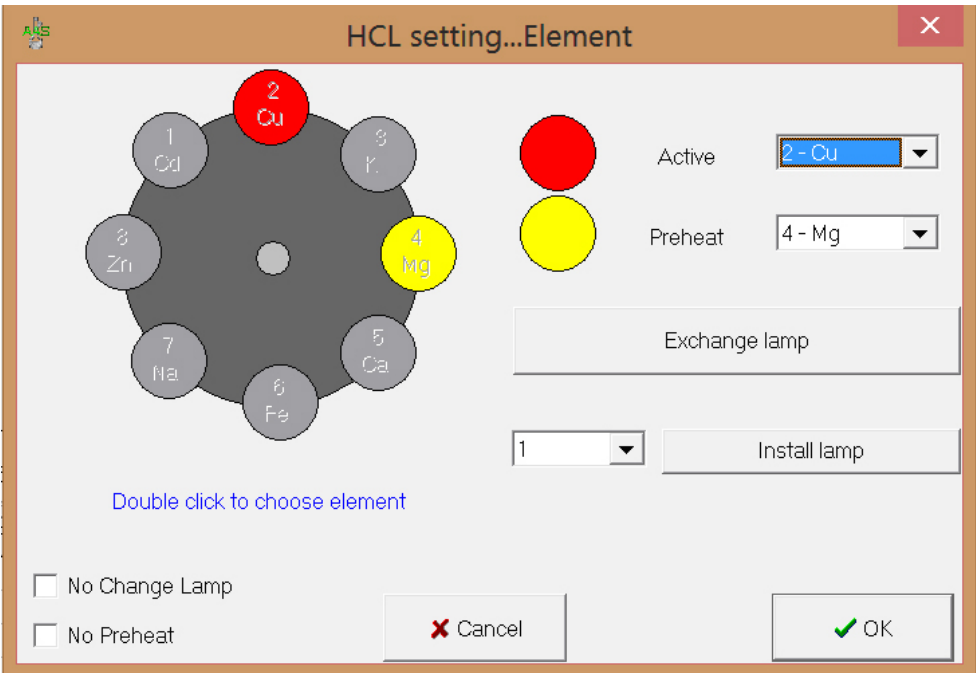 AAS
HCL setting...Element
2
Cu
1
Cd
3
K
Active
2 - Cu
Preheat
4 - Mg
8
Zn
4
Mg
Exchange lamp
7
Na
5
Ca
6
Fe
1
Install lamp
Double click to choose element
No Change Lamp
No Preheat
Cancel
OK